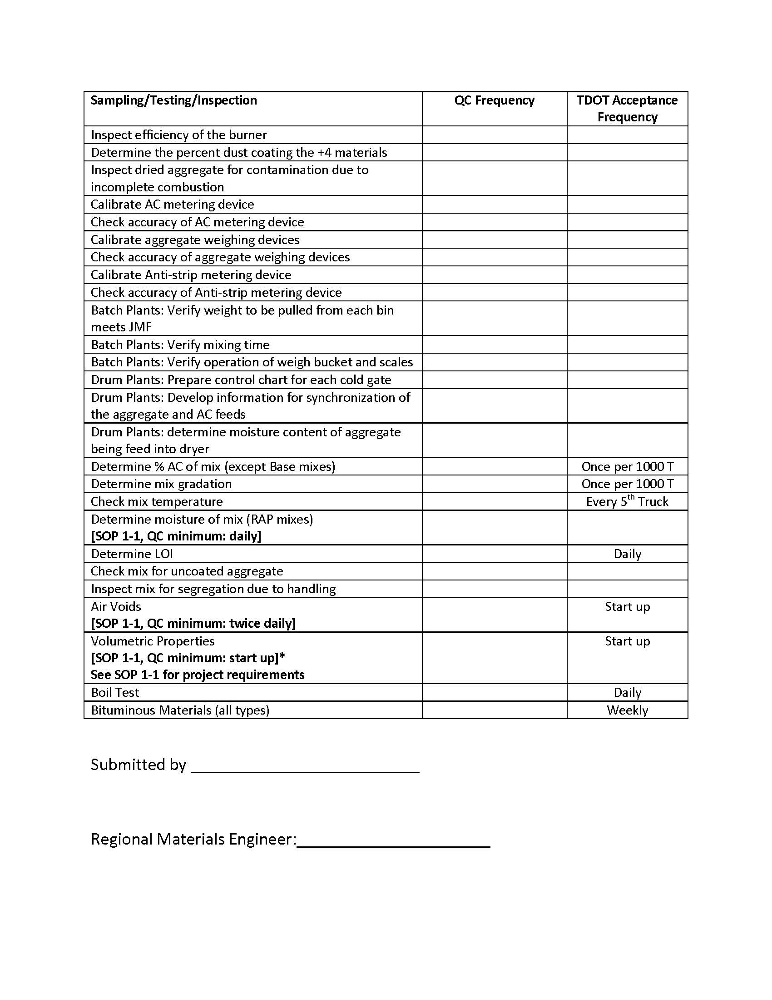 Sampling/Testing/Inspection QC Frequency TDOT Acceptance
Frequency
Inspect efficiency of the burner
Determine the percent dust coating the +4 materials
Inspect dried aggregate for contamination due to
incomplete combustion
Calibrate AC metering device
Check accuracy of AC metering device
Calibrate aggregate weighing devices
Check accuracy of aggregate weighing devices
Calibrate Anti-strip metering device
Check accuracy of Anti-strip metering device
Batch Plants: Verify weight to be pulled from each bin
meets JMF
Batch Plants: Verify mixing time
Batch Plants: Verify operation of weigh bucket and scales
Drum Plants: Prepare control chart for each cold gate
Drum Plants: Develop information for synchronization of
the aggregate and AC feeds
Drum Plants: determine moisture content of aggregate
being feed into dryer
Determine % AC of mix (except Base mixes) Once per 1000 T
Determine mix gradation Once per 1000 T
Check mix temperature Every 5th Truck
Determine moisture of mix (RAP mixes)
[SOP 1-1, QC minimum: daily]
Determine LOI Daily
Check mix for uncoated aggregate
Inspect mix for segregation due to handling
Air Voids Start up
[SOP 1-1, QC minimum: twice daily]
Volumetric Properties Start up
[SOP 1-1, QC minimum: start up]*
See SOP 1-1 for project requirements
Boil Test Daily
Bituminous Materials (all types) Weekly
Submitted by
Regional Materials Engineer: